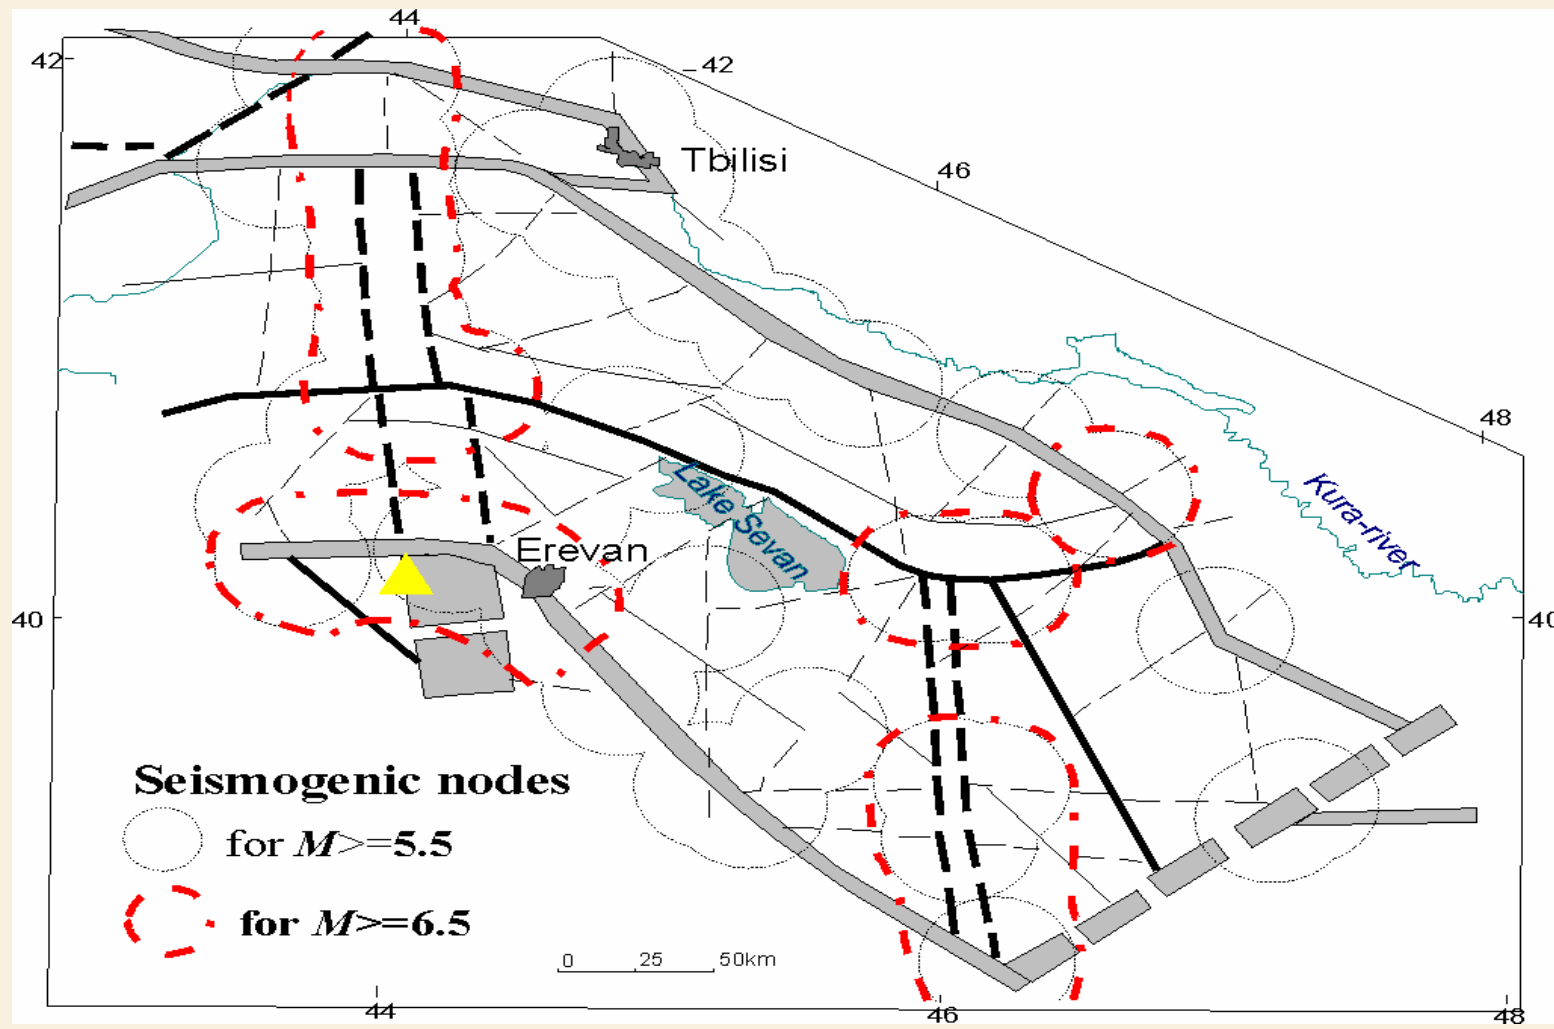 44
42
42
Tbilisi
46
48
Lake Sevan
Kura-river
Erevan
40
40
Seismogenic nodes
for M>=5.5
for M>=6.5
0 25 50km
44
46
48